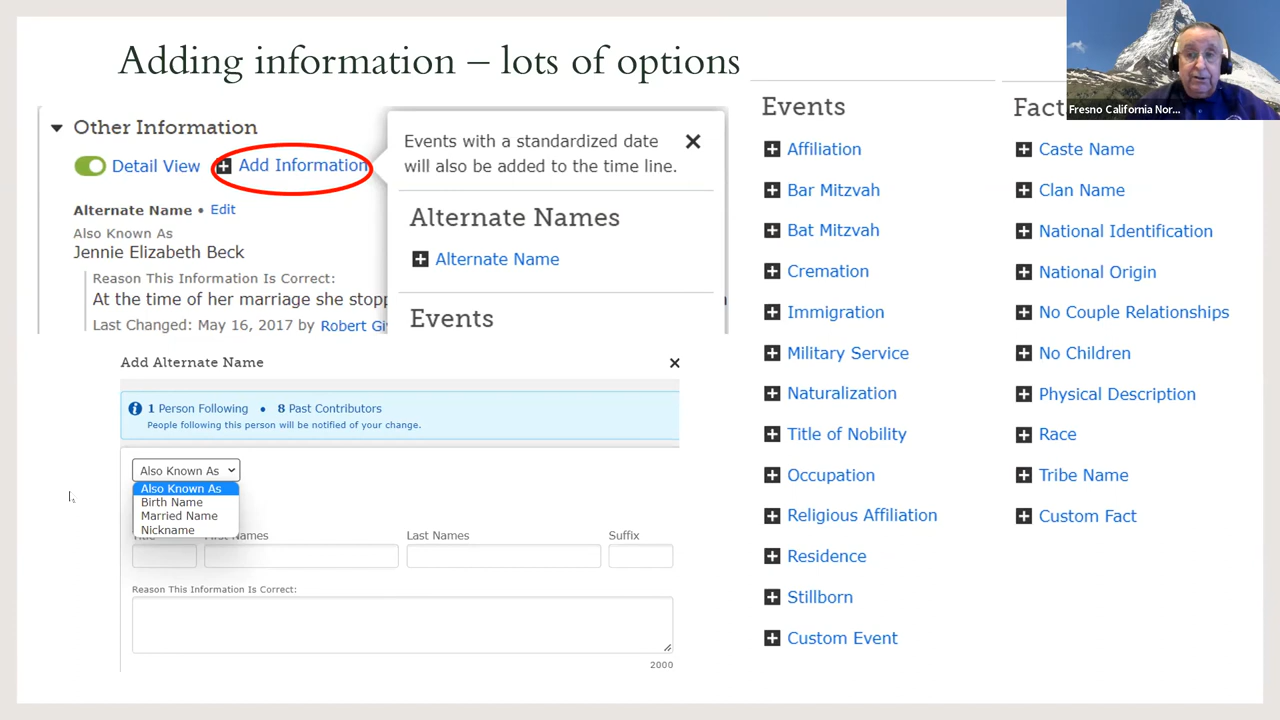 Adding information – lots of options
Fresno California Nor...
Other Information
Detail View
Add Information
Alternate Name • Edit
Also Known As
Jennie Elizabeth Beck
Reason This Information Is Correct:
At the time of her marriage she stopp
Last Changed: May 16, 2017 by Robert Gi
Events with a standardized date
will also be added to the time line.
Alternate Names
Alternate Name
Events
Add Alternate Name
1 Person Following • 8 Past Contributors
People following this person will be notified of your change.
Also Known As
Also Known As
Birth Name
Married Name
Nickname
Title
First Names
Last Names
Suffix
Reason This Information Is Correct:
2000
Events
Affiliation
Bar Mitzvah
Bat Mitzvah
Cremation
Immigration
Military Service
Naturalization
Title of Nobility
Occupation
Religious Affiliation
Residence
Stillborn
Custom Event
Fact
Caste Name
Clan Name
National Identification
National Origin
No Couple Relationships
No Children
Physical Description
Race
Tribe Name
Custom Fact